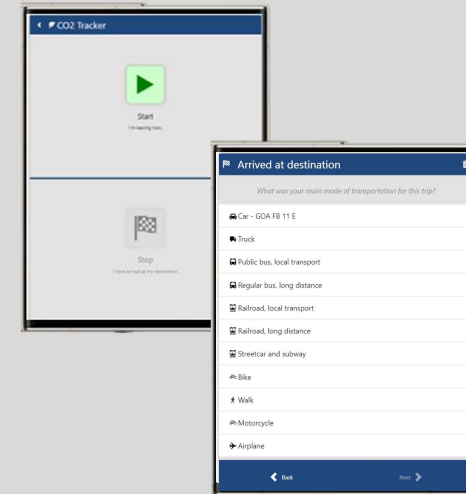 CO2 Tracker
Start
I'm leaving now.
Stop
I have arrived at my destination.
Arrived at destination
What was your main mode of transportation for this trip?
Car - GOA FB 11 E
Truck
Public bus, local transport
Regular bus, long distance
Railroad, local transport
Railroad, long distance
Streetcar and subway
Bike
Walk
Motorcycle
Airplane
Back
Next